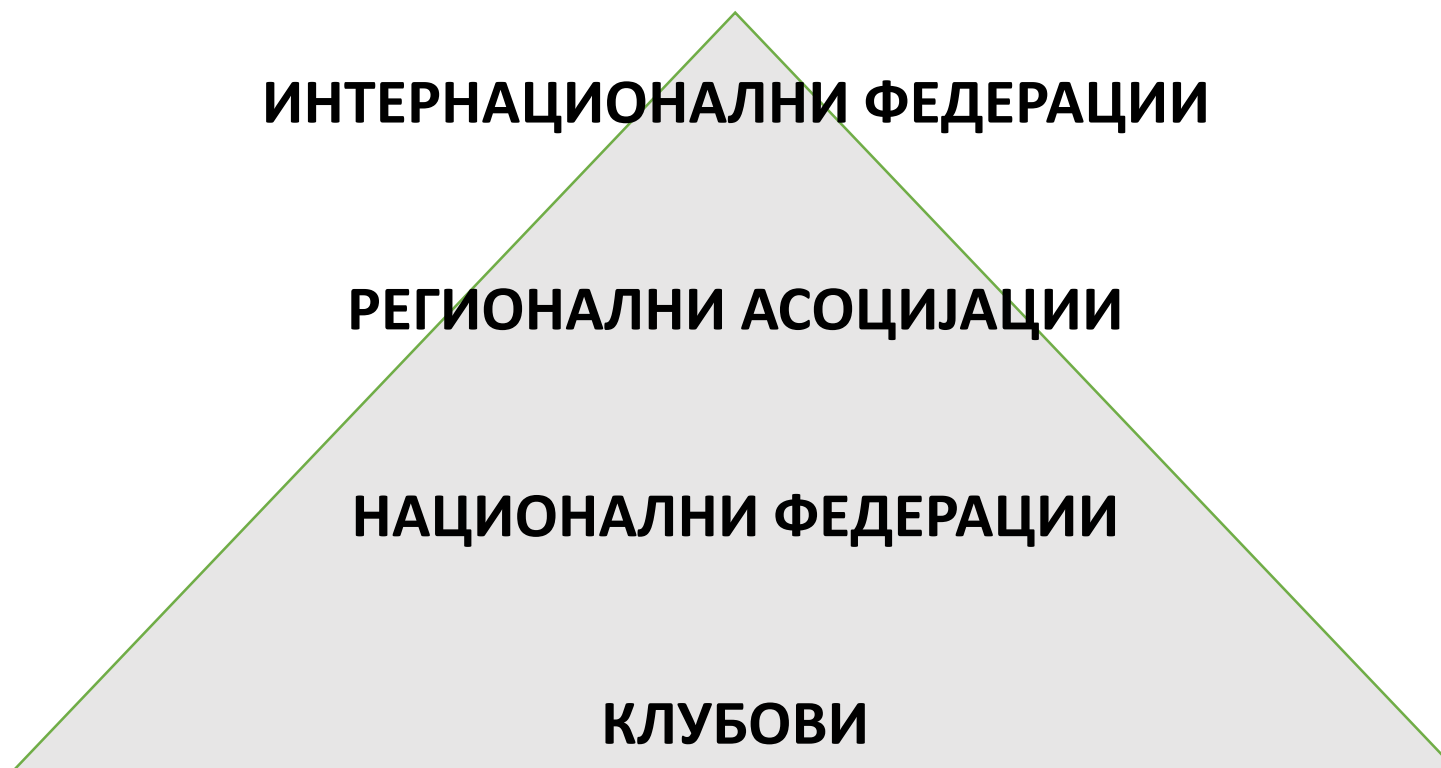 ИНТЕРНАЦИОНАЛНИ ФЕДЕРАЦИИ
РЕГИОНАЛНИ АСОЦИЈАЦИИ
НАЦИОНАЛНИ ФЕДЕРАЦИИ
КЛУБОВИ